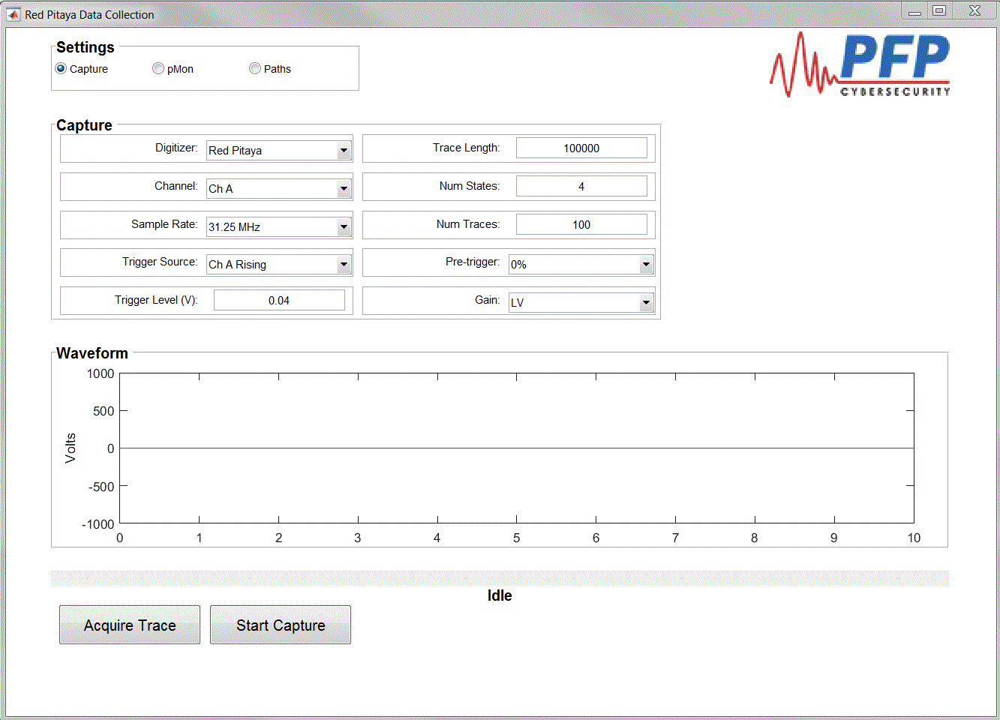 Red Pitaya Data Collection
PFP
CYBERSECURITY
Settings
Capture pMon Paths
Capture
Digitizer: Red Pitaya Trace Length: 100000
Channel: Ch A Num States: 4
Sample Rate: 31.25 MHz Num Traces: 100
Trigger Source: Ch A Rising Pre-trigger: 0%
Trigger Level (V): 0.04 Gain: LV
Waveform
1000
500
0
-500
-1000
Volts
0 1 2 3 4 5 6 7 8 9 10
Idle
Acquire Trace Start Capture